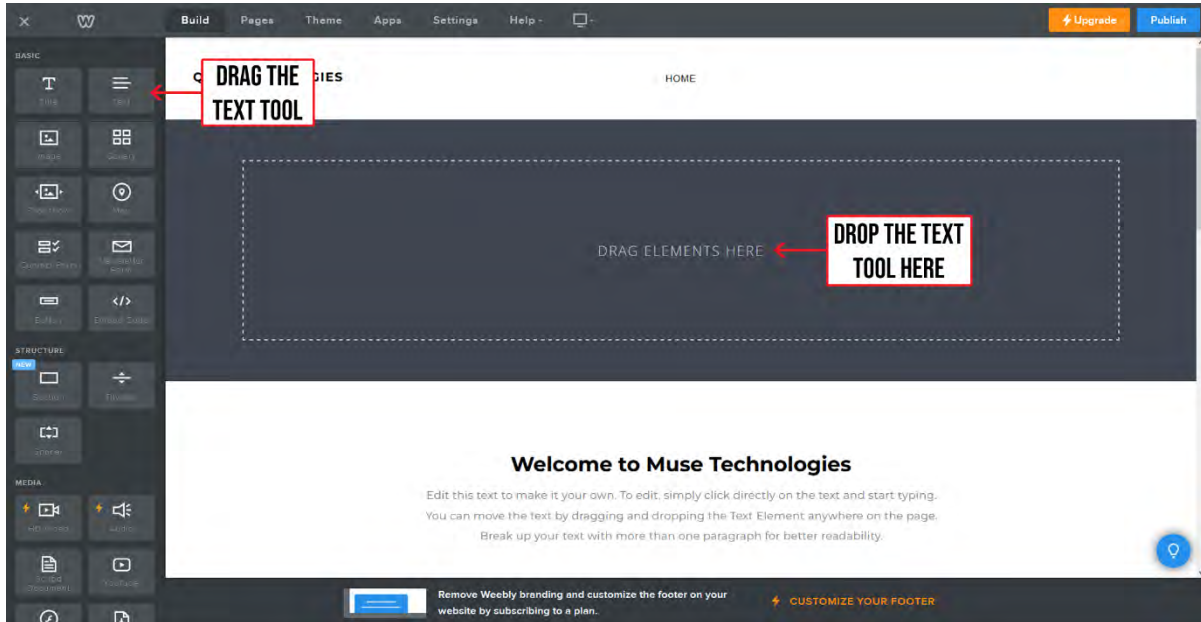 Build Pages Theme Apps Settings Help
Upgrade Publish
BASIC
Title Text
Image Gallery
Map
Contact Form Newsletter Form
Button Embed Code
STRUCTURE
NEW
Section Divider
Spacer
MEDIA
HD Video Audio
Scribd Document YouTube
DRAG THE
TEXT TOOL
GIES
HOME
DRAG ELEMENTS HERE
DROP THE TEXT
TOOL HERE
Welcome to Muse Technologies
Edit this text to make it your own. To edit, simply click directly on the text and start typing.
You can move the text by dragging and dropping the Text Element anywhere on the page.
Break up your text with more than one paragraph for better readability.
Remove Weebly branding and customize the footer on your
website by subscribing to a plan.
CUSTOMIZE YOUR FOOTER